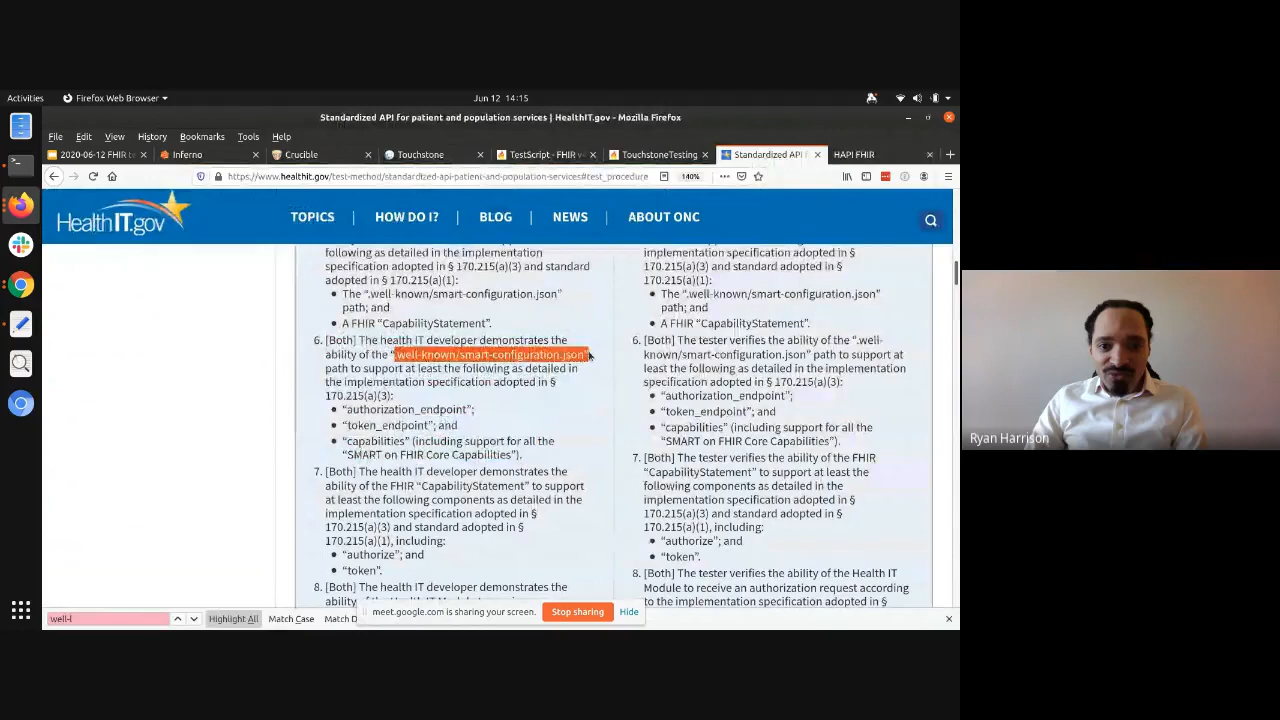 Activities
Firefox Web Browser
Jun 12 14:15
Standardized API for patient and population services | HealthIT.gov - Mozilla Firefox
File Edit View History Bookmarks Tools Help
2020-06-12 FHIR te
Inferno
Crucible
Touchstone
TestScript - FHIR v
TouchstoneTesting
Standardized API f
HAPI FHIR
https://www.healthit.gov/test-method/standardized-api-patient-and-population-services#test_procedure
140%
HealthIT.gov
TOPICS | HOW DO I? | BLOG | NEWS | ABOUT ONC
following as detailed in the implementation
specification adopted in § 170.215(a)(3) and standard
adopted in § 170.215(a)(1):
• The ".well-known/smart-configuration.json"
path; and
• A FHIR "CapabilityStatement".
6. [Both] The health IT developer demonstrates the
ability of the ".well-known/smart-configuration.json"
path to support at least the following as detailed in
the implementation specification adopted in §
170.215(a)(3):
• "authorization_endpoint";
• "token_endpoint"; and
• "capabilities" (including support for all the
"SMART on FHIR Core Capabilities").
7. [Both] The health IT developer demonstrates the
ability of the FHIR "CapabilityStatement" to support
at least the following components as detailed in the
implementation specification adopted in §
170.215(a)(3) and standard adopted in §
170.215(a)(1), including:
• "authorize"; and
• "token".
8. [Both] The health IT developer demonstrates the
implementation specification adopted in §
170.215(a)(3) and standard adopted in §
170.215(a)(1):
• The ".well-known/smart-configuration.json"
path; and
• A FHIR "CapabilityStatement".
6. [Both] The tester verifies the ability of the ".well-
known/smart-configuration.json" path to support at
least the following as detailed in the implementation
specification adopted in § 170.215(a)(3):
• "authorization_endpoint";
• "token_endpoint"; and
• "capabilities" (including support for all the
"SMART on FHIR Core Capabilities").
7. [Both] The tester verifies the ability of the FHIR
"CapabilityStatement" to support at least the
following components as detailed in the
implementation specification adopted in §
170.215(a)(3) and standard adopted in §
170.215(a)(1), including:
• "authorize"; and
• "token".
8. [Both] The tester verifies the ability of the Health IT
Module to receive an authorization request according
to the implementation specification adopted in §
meet.google.com is sharing your screen.
Stop sharing
Hide
well-l
Highlight All
Match Case
Match D
Ryan Harrison